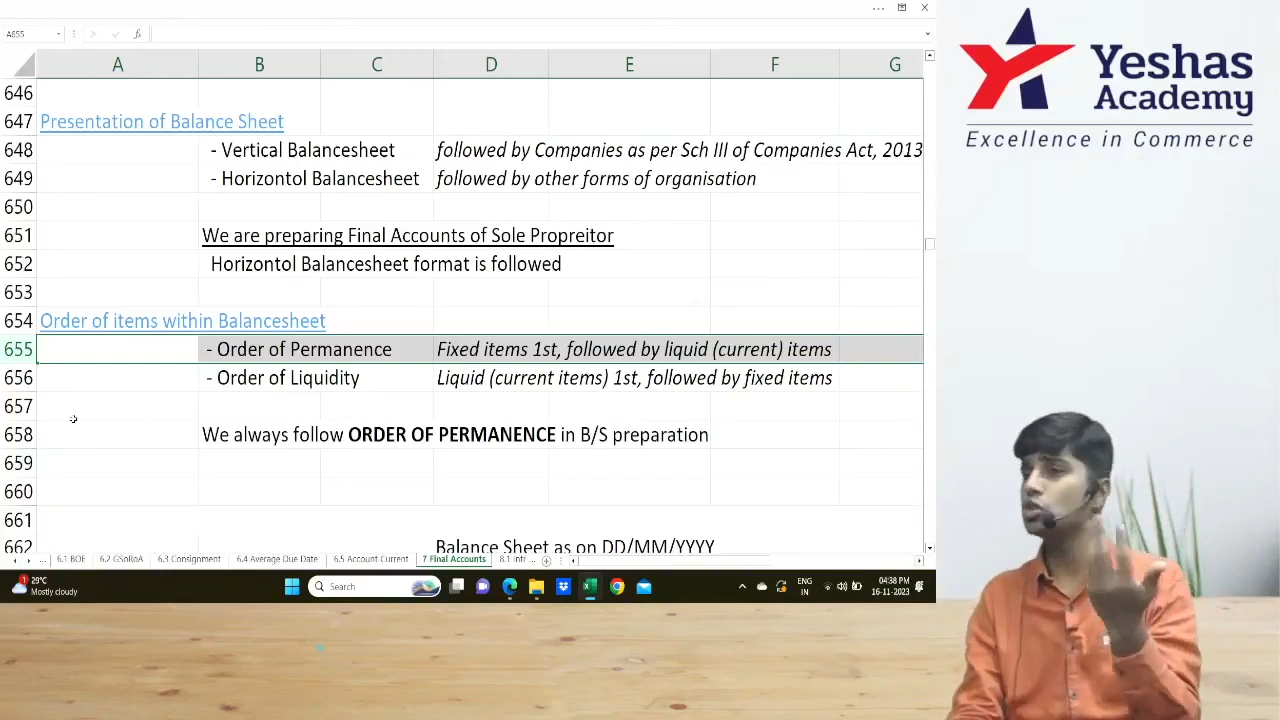 A655
fx
A B C D E F G
646
647 Presentation of Balance Sheet
648 - Vertical Balancesheet followed by Companies as per Sch III of Companies Act, 2013
649 - Horizontol Balancesheet followed by other forms of organisation
650
651 We are preparing Final Accounts of Sole Propreitor
652 Horizontol Balancesheet format is followed
653
654 Order of items within Balancesheet
655 - Order of Permanence Fixed items 1st, followed by liquid (current) items
656 - Order of Liquidity Liquid (current items) 1st, followed by fixed items
657
658 We always follow ORDER OF PERMANENCE in B/S preparation
659
660
661
662 Balance Sheet as on DD/MM/YYYY
... 6.1 BOE 6.2 GSoRoA 6.3 Consignment 6.4 Average Due Date 6.5 Account Current 7 Final Accounts 8.1 Intr ...
1 29°C
Mostly cloudy
Search
ENG
IN
04:38 PM
16-11-2023
Yeshas
Academy
Excellence in Commerce